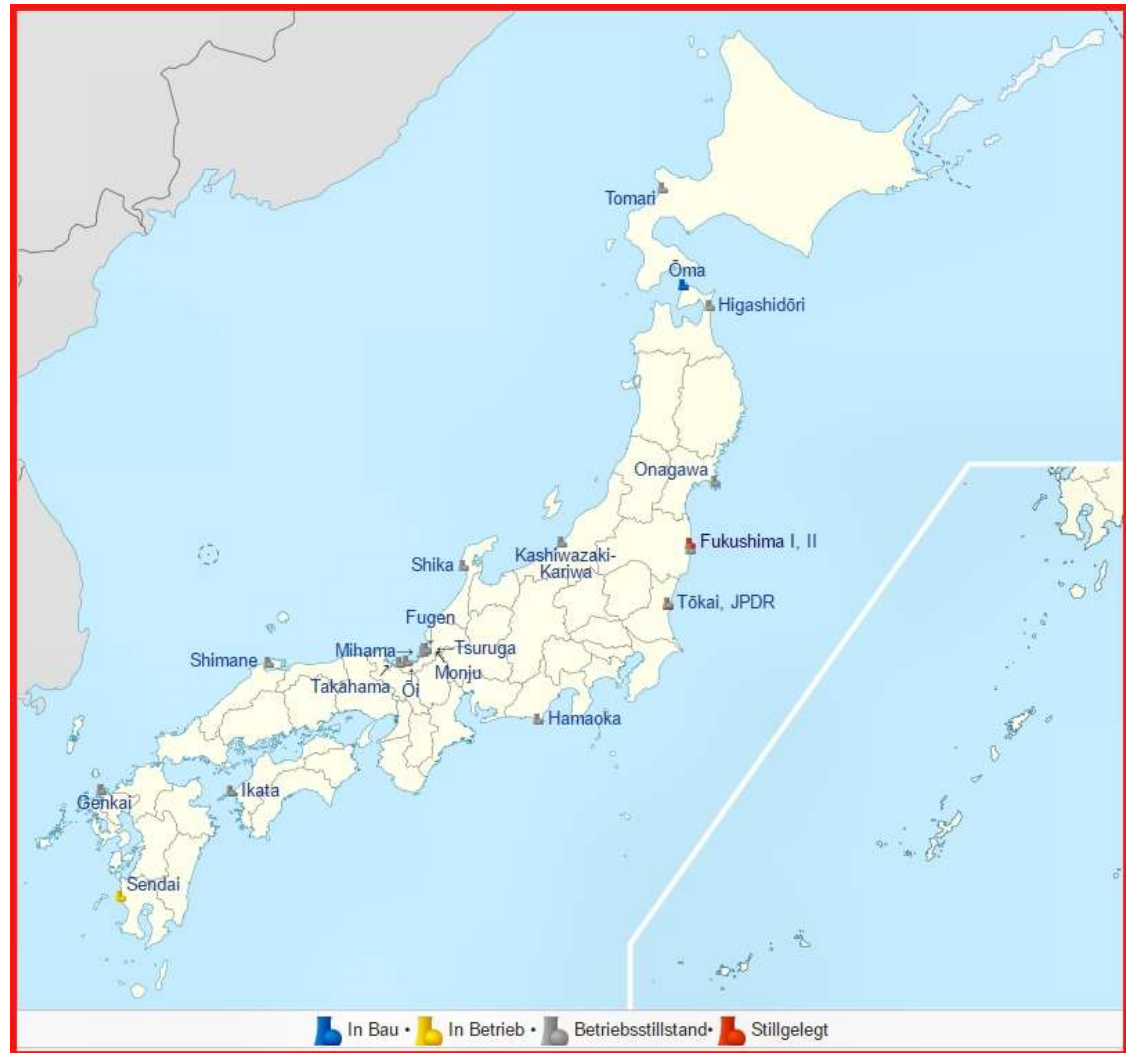 Tomari
Ōma
Higashidōri
Onagawa
Fukushima I, II
Kashiwazaki-
Kariwa
Shika
Tōkai, JPDR
Fugen
Mihama→
Tsuruga
Shimane
Monju
Takahama
Ōi
Hamaoka
Ikata
Genkai
Sendai
In Bau • In Betrieb • Betriebsstillstand• Stillgelegt